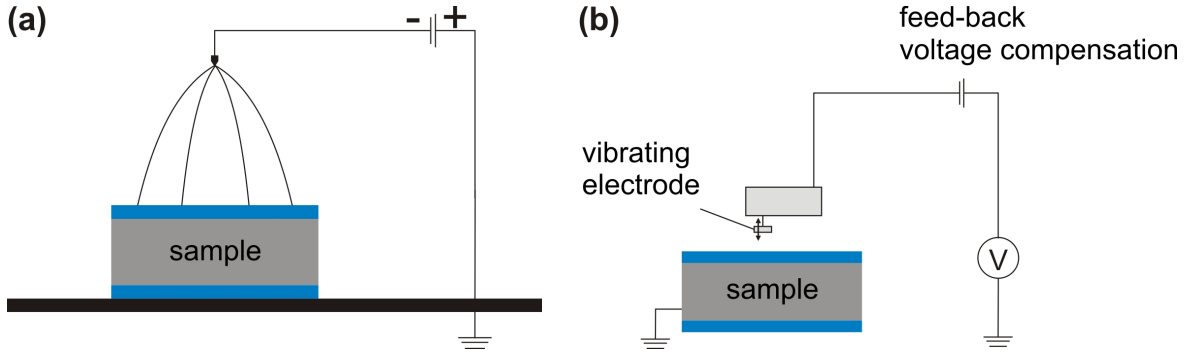 (a)
- +
sample
(b)
feed-back
voltage compensation
vibrating
electrode
V
sample